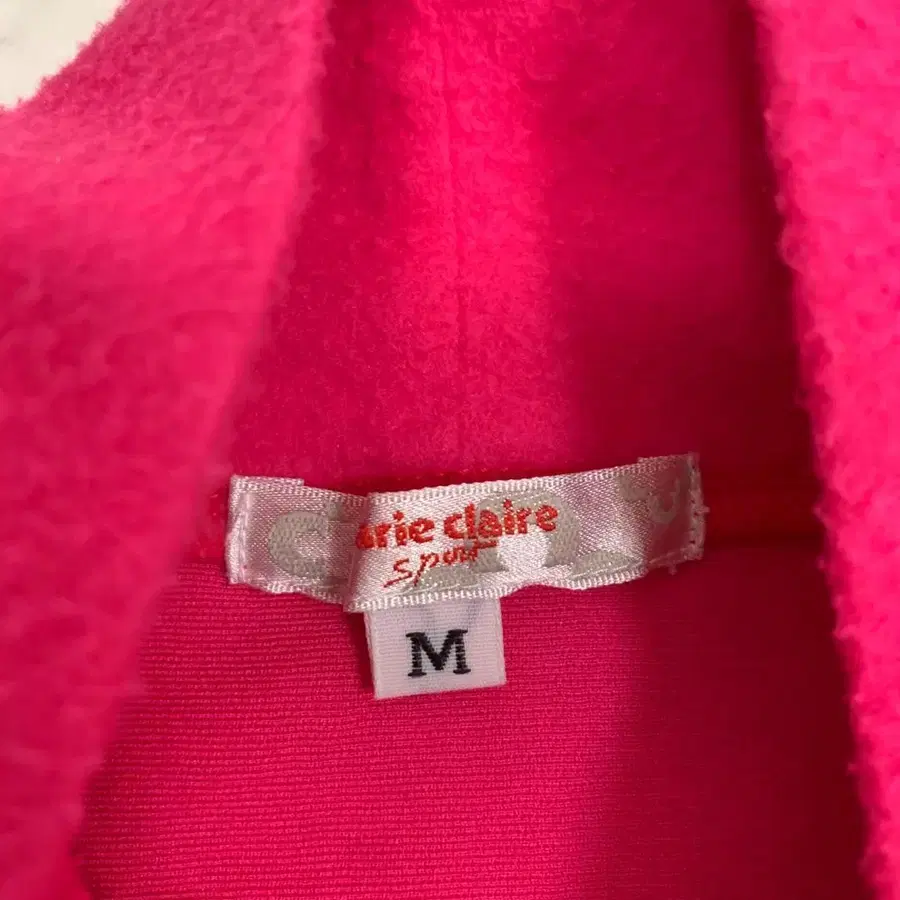 arie claire
sport
M